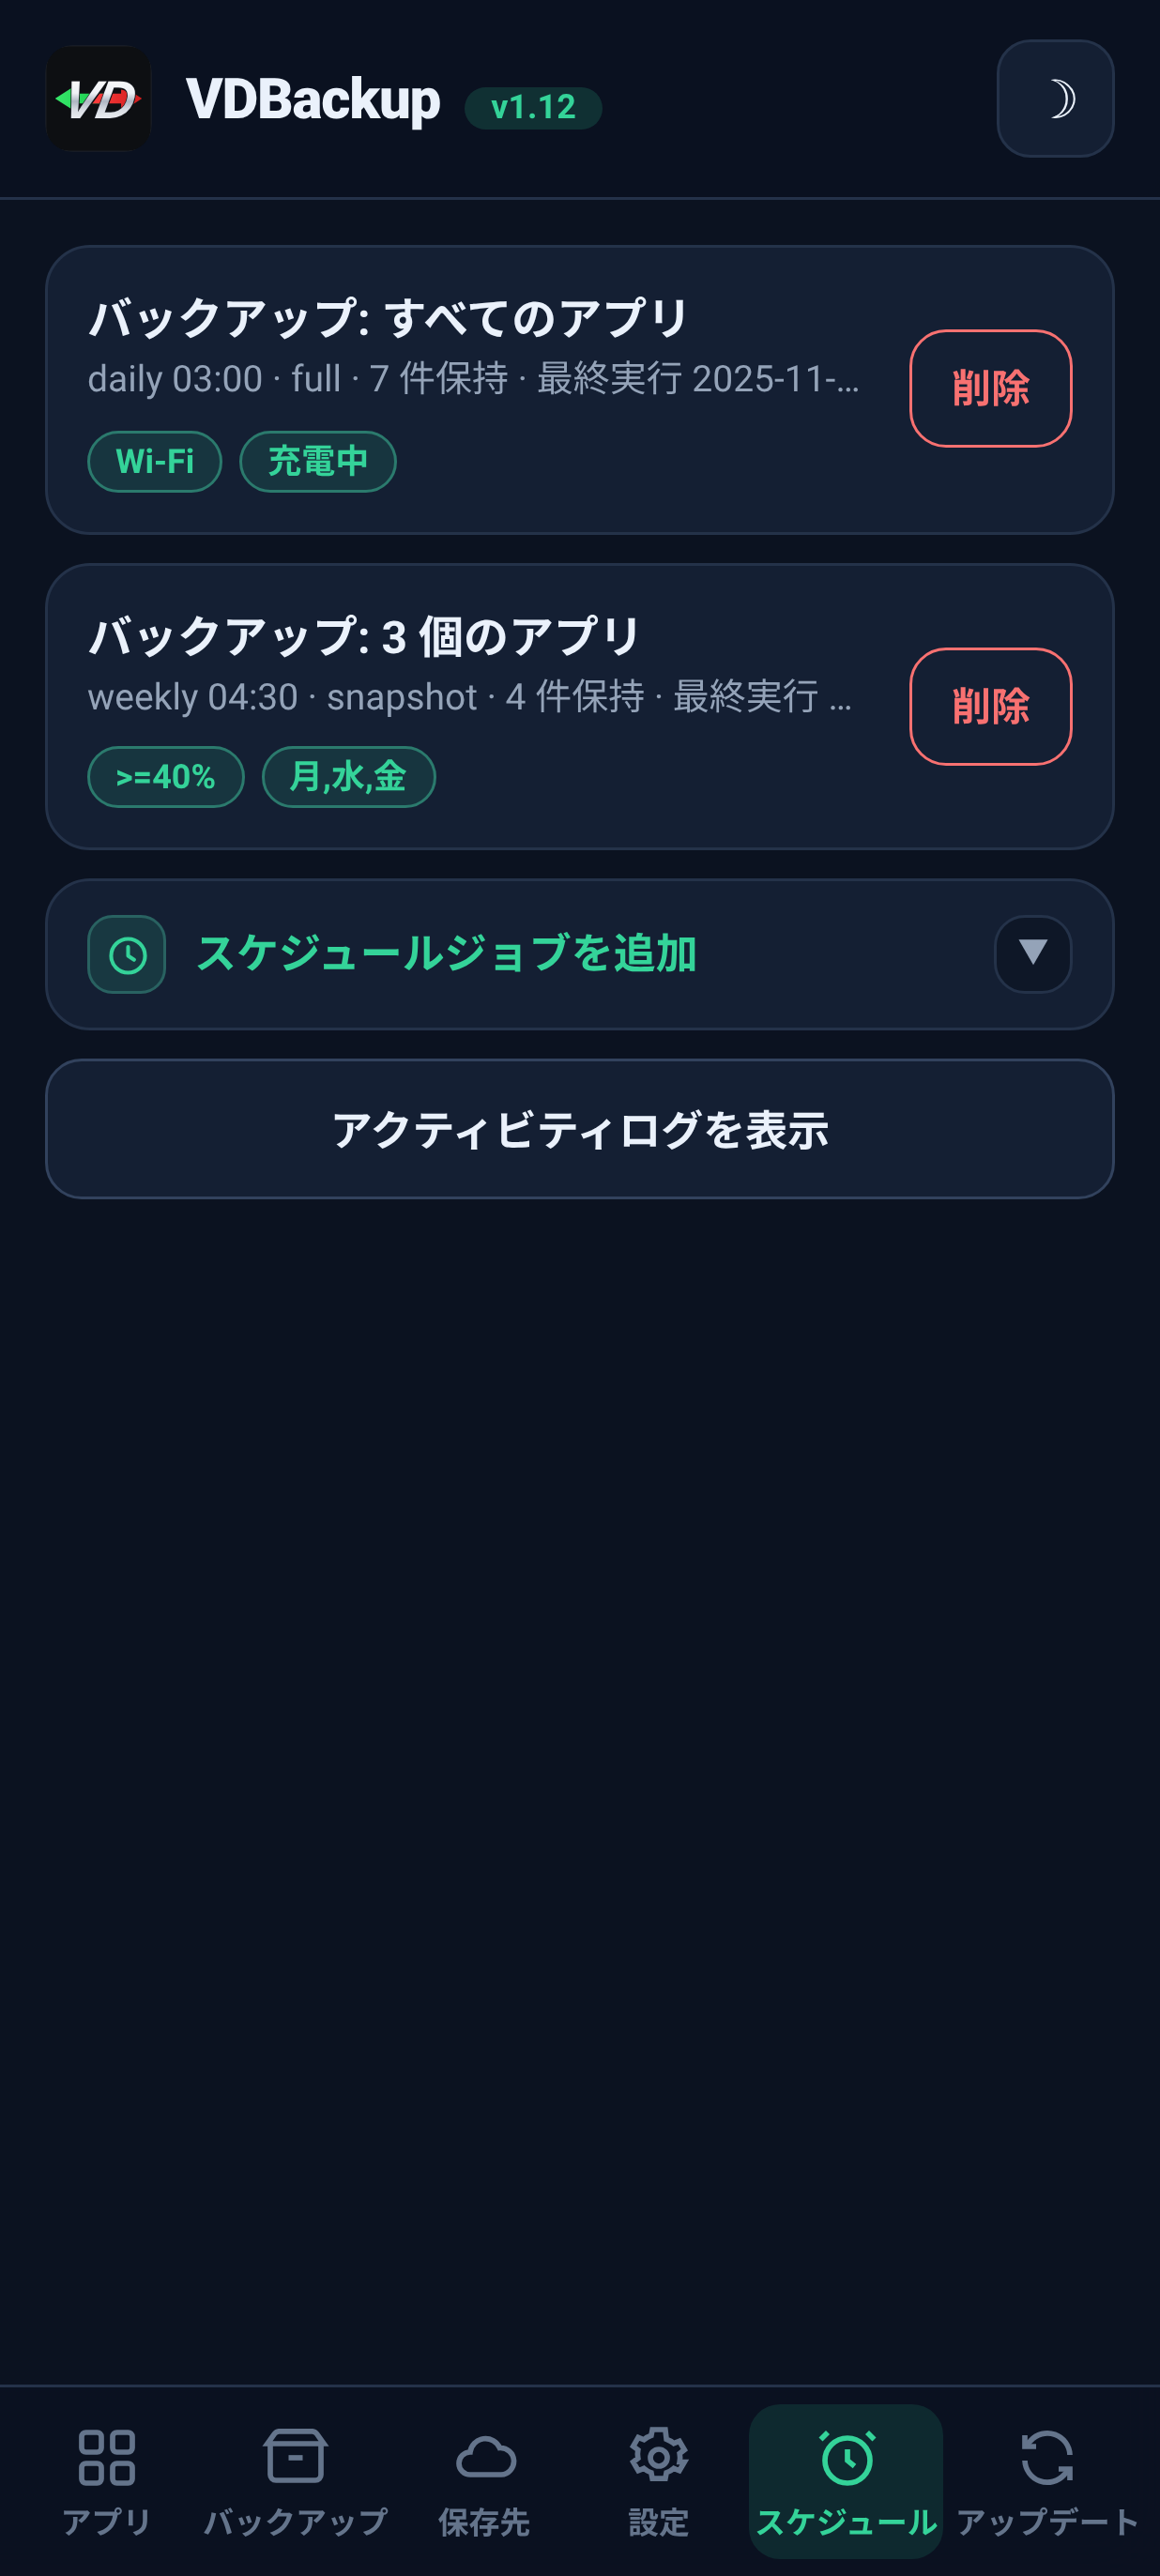 VD
VDBackup v1.12
バックアップ: すべてのアプリ
daily 03:00 · full · 7 件保持 · 最終実行 2025-11-…
削除
Wi-Fi 充電中
バックアップ: 3 個のアプリ
weekly 04:30 · snapshot · 4 件保持 · 最終実行 …
削除
>=40% 月,水,金
スケジュールジョブを追加
アクティビティログを表示
アプリ バックアップ 保存先 設定 スケジュール アップデート